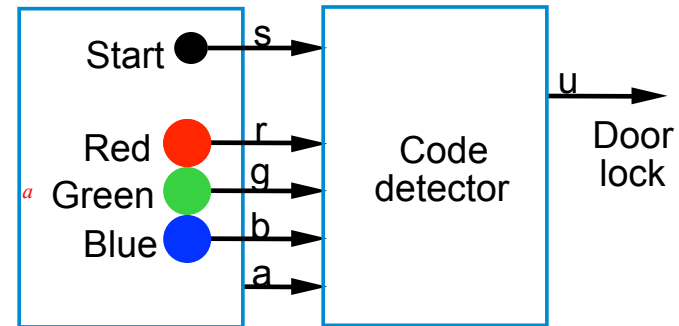 Start
s
u
Red
r
Door
lock
Code
detector
a
Green
g
Blue
b
a